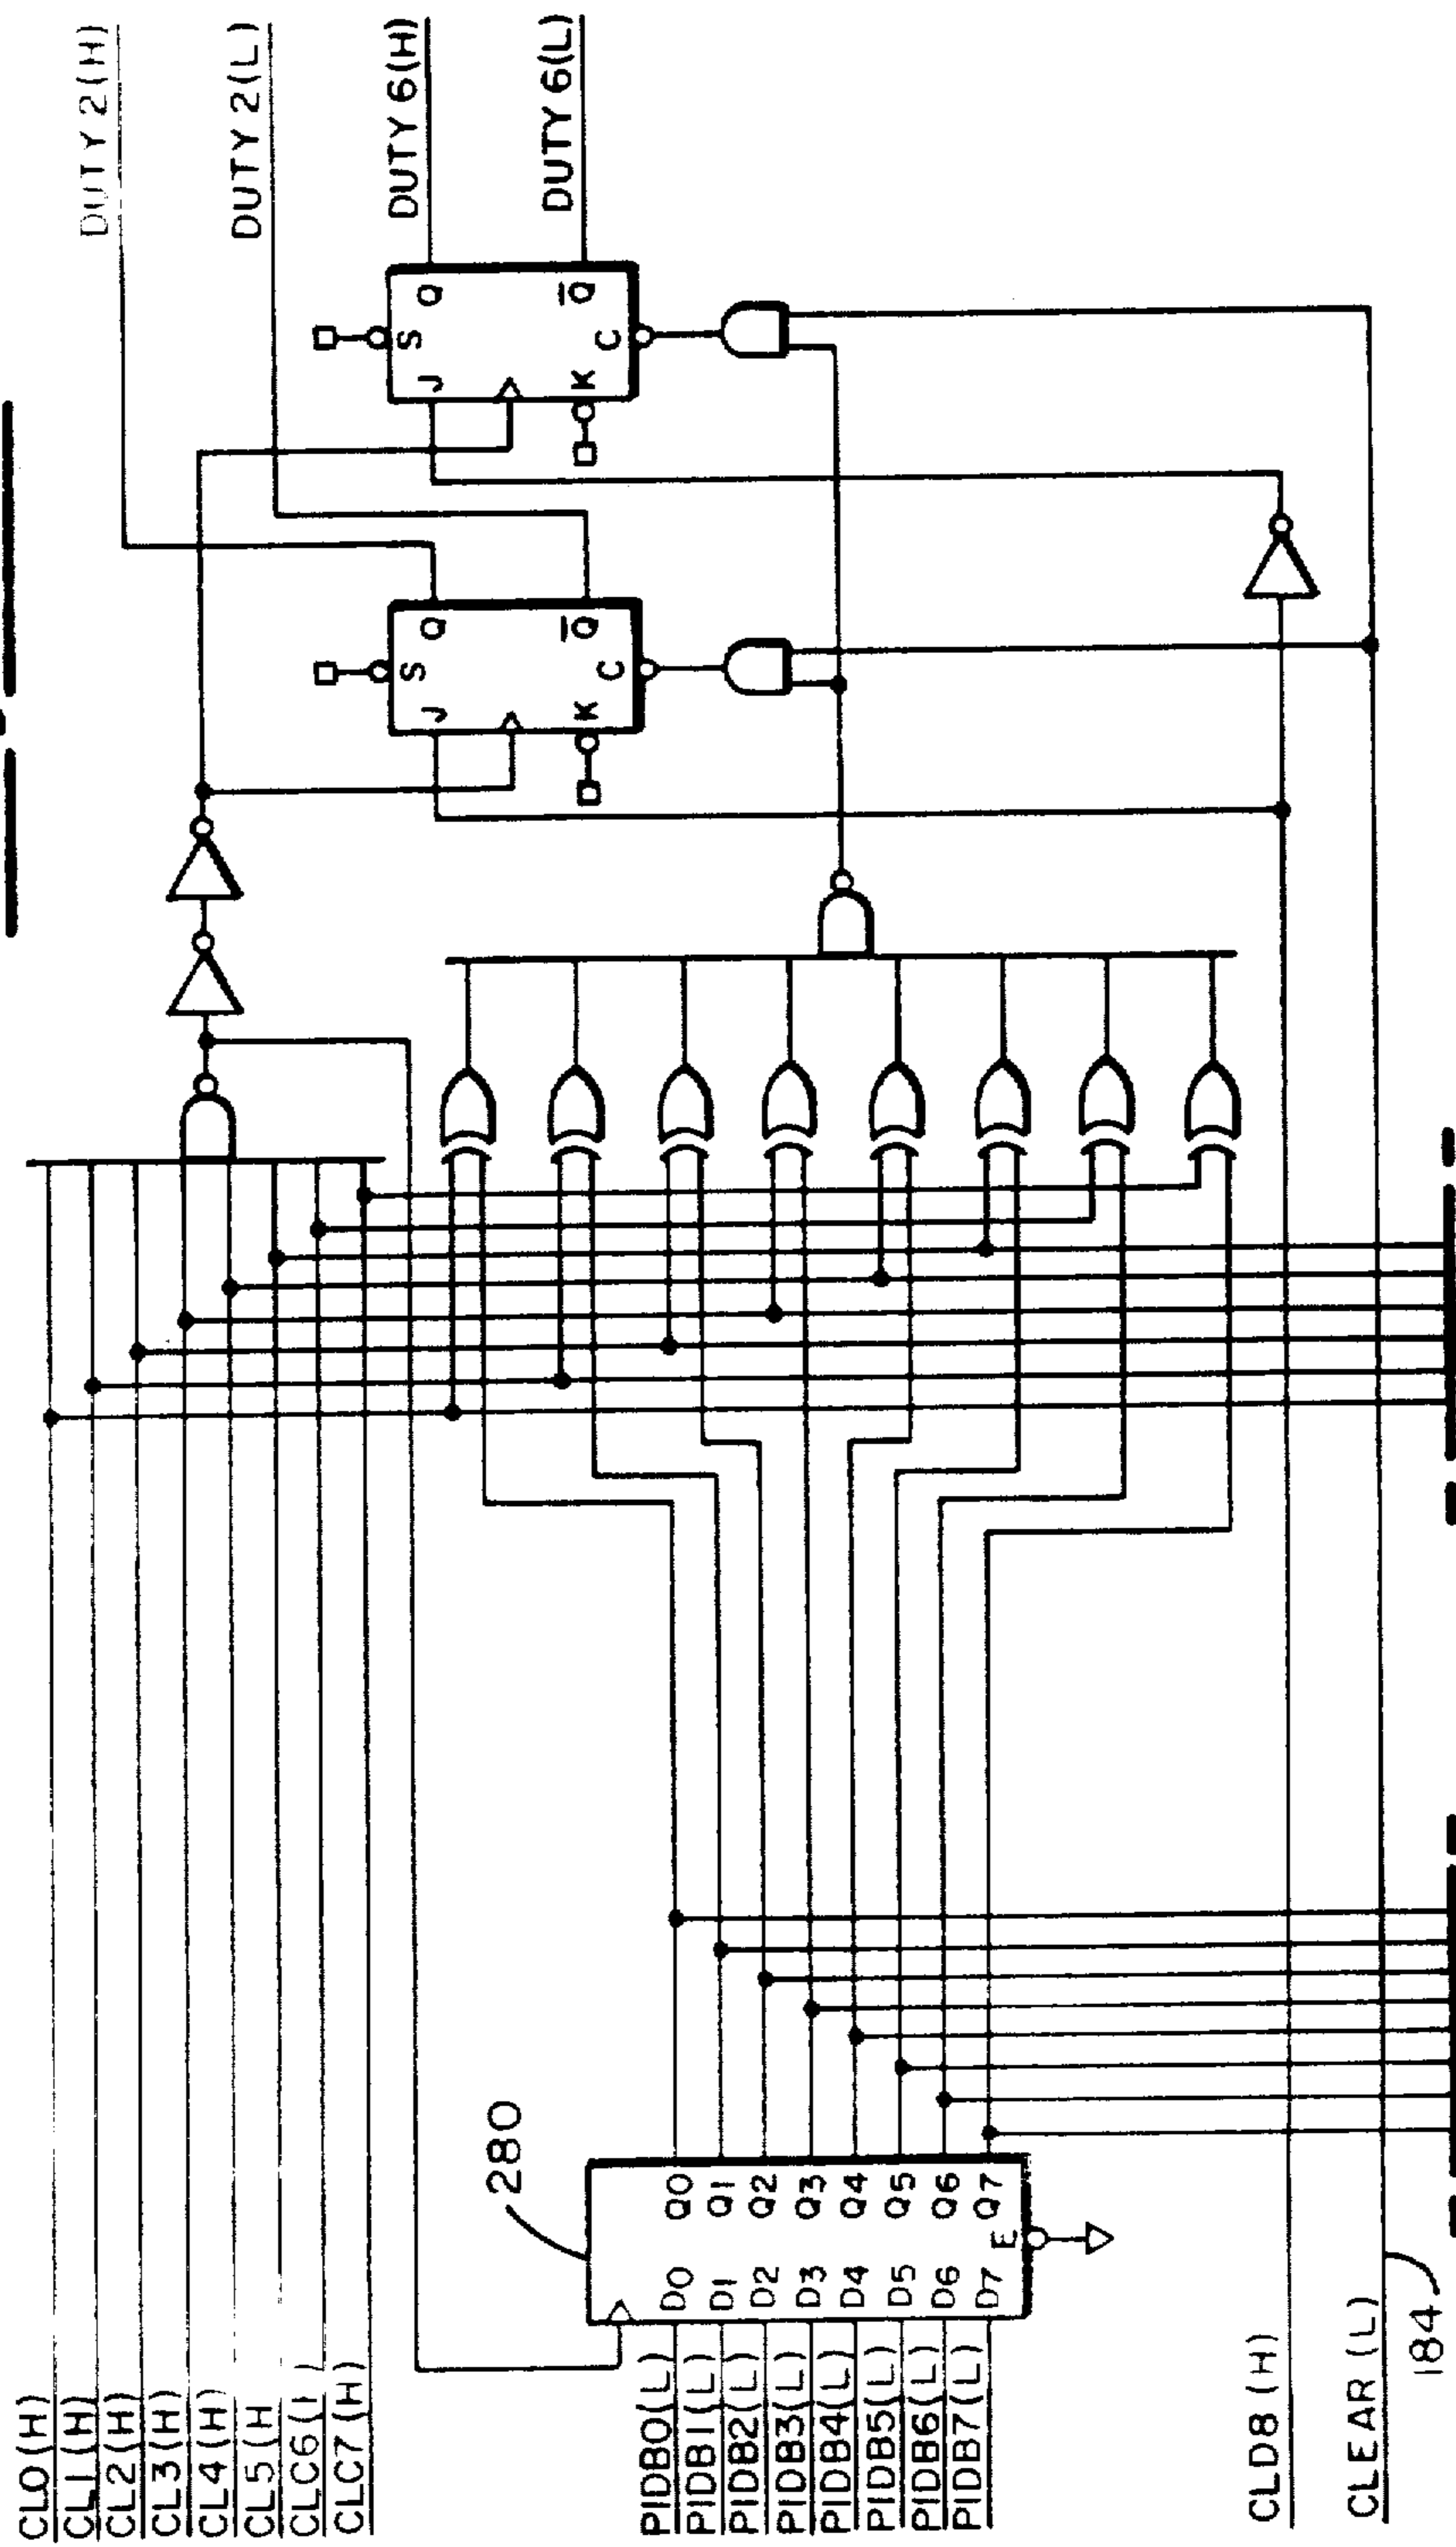 CL0 (H)
CL1 (H)
CL2 (H)
CL3 (H)
CL4 (H)
CL5 (H
CLC6 (
CLC7 (H)
280
PIDB0(L)
PIDB1(L)
PIDB2(L)
PIDB3(L)
PIDB4(L)
PIDB5(L)
PIDB6(L)
PIDB7(L)
D0 Q0
D1 Q1
D2 Q2
D3 Q3
D4 Q4
D5 Q5
D6 Q6
D7 Q7
E
CLD8 (H)
CLEAR (L)
184
S
J Q
K Q̅
C
S
J Q
K Q̅
C
DUTY 2(H)
DUTY 2(L)
DUTY 6(H)
DUTY 6(L)